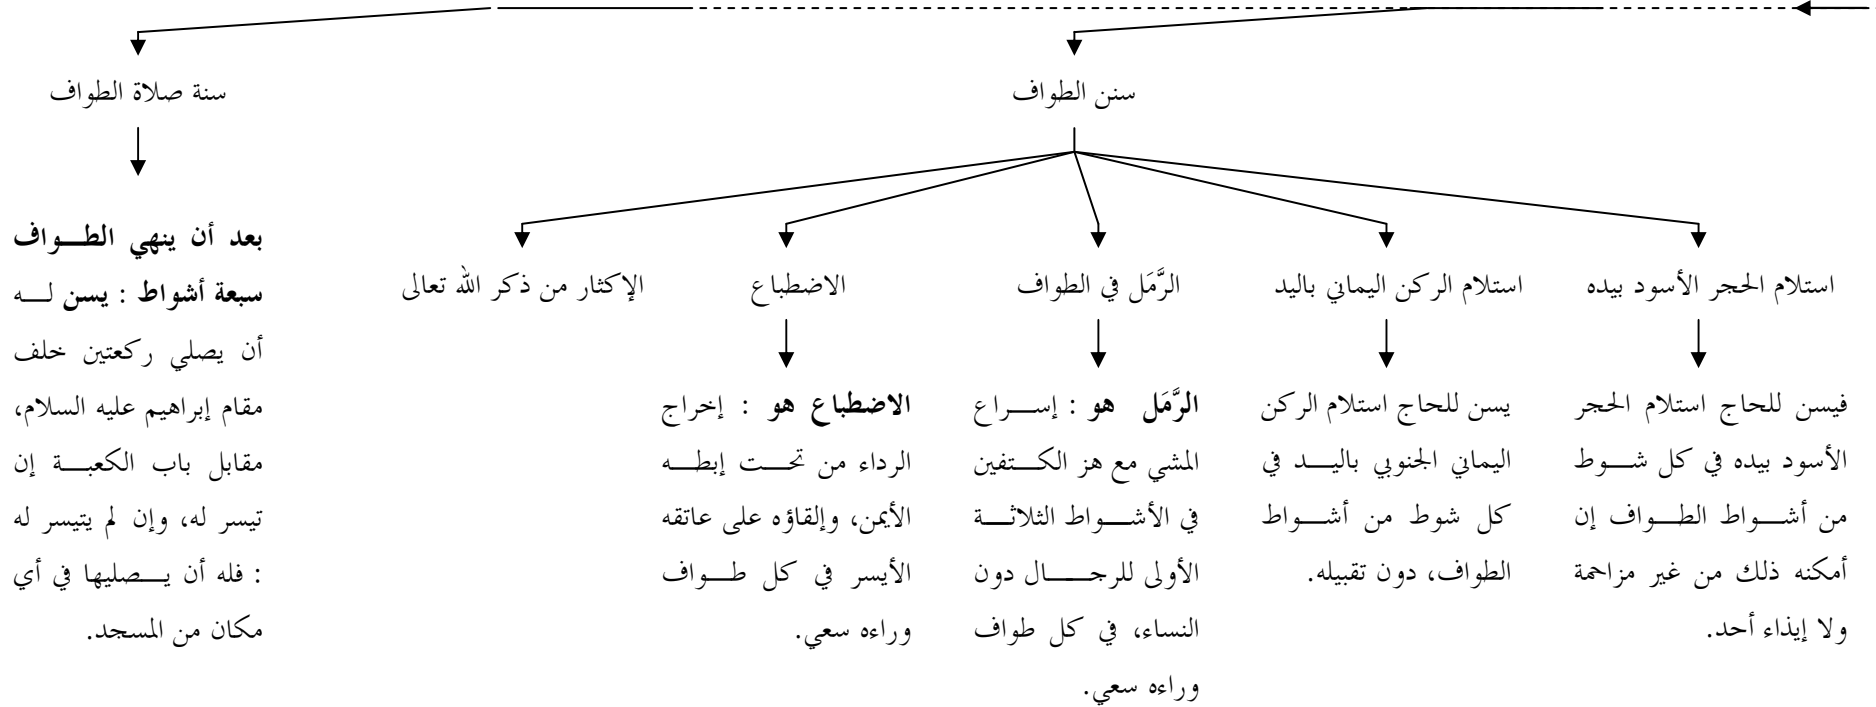 سنن الطواف
سنة صلاة الطواف
استلام الحجر الأسود بيده
استلام الركن اليماني باليد
الرَّمَل في الطواف
الاضطباع
الإكثار من ذكر الله تعالى
فيسن للحاج استلام الحجر
الأسود بيده في كل شوط
من أشواط الطواف إن
أمكنه ذلك من غير مزاحمة
ولا إيذاء أحد.
يسن للحاج استلام الركن
اليماني الجنوبي باليد في
كل شوط من أشواط
الطواف، دون تقبيله.
الرَّمَل هو : إسراع
المشي مع هز الكتفين
في الأشواط الثلاثة
الأولى للرجال دون
النساء، في كل طواف
وراءه سعي.
الاضطباع هو : إخراج
الرداء من تحت إبطه
الأيمن، وإلقاؤه على عاتقه
الأيسر في كل طواف
وراءه سعي.
بعد أن ينهي الطواف
سبعة أشواط : يسن له
أن يصلي ركعتين خلف
مقام إبراهيم عليه السلام،
مقابل باب الكعبة إن
تيسر له، وإن لم يتيسر له
: فله أن يصليها في أي
مكان من المسجد.